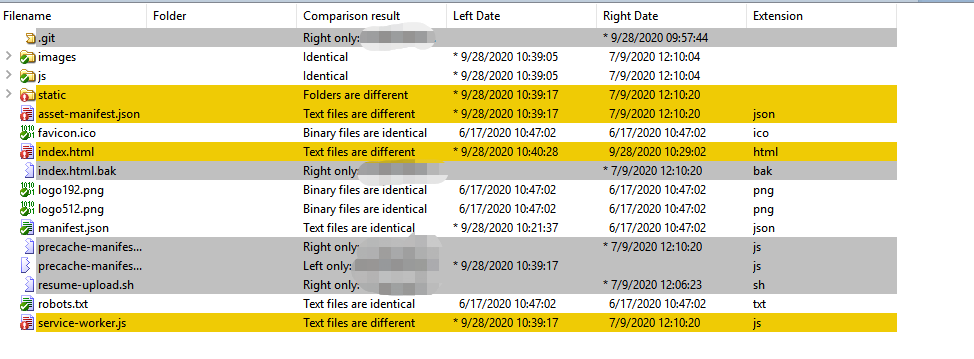 Filename Folder Comparison result Left Date Right Date Extension
.git Right only: * 9/28/2020 09:57:44
images Identical * 9/28/2020 10:39:05 7/9/2020 12:10:04
js Identical * 9/28/2020 10:39:05 7/9/2020 12:10:04
static Folders are different * 9/28/2020 10:39:17 7/9/2020 12:10:20
asset-manifest.json Text files are different * 9/28/2020 10:39:17 7/9/2020 12:10:20 json
favicon.ico Binary files are identical 6/17/2020 10:47:02 6/17/2020 10:47:02 ico
index.html Text files are different * 9/28/2020 10:40:28 9/28/2020 10:29:02 html
index.html.bak Right only: * 7/9/2020 12:10:20 bak
logo192.png Binary files are identical 6/17/2020 10:47:02 6/17/2020 10:47:02 png
logo512.png Binary files are identical 6/17/2020 10:47:02 6/17/2020 10:47:02 png
manifest.json Text files are identical * 9/28/2020 10:21:37 6/17/2020 10:47:02 json
precache-manifes... Right only: * 7/9/2020 12:10:20 js
precache-manifes... Left only: * 9/28/2020 10:39:17 js
resume-upload.sh Right only: * 7/9/2020 12:06:23 sh
robots.txt Text files are identical 6/17/2020 10:47:02 6/17/2020 10:47:02 txt
service-worker.js Text files are different * 9/28/2020 10:39:17 7/9/2020 12:10:20 js